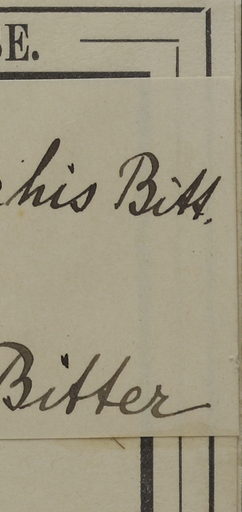 E.
his Bitt.
Bitter